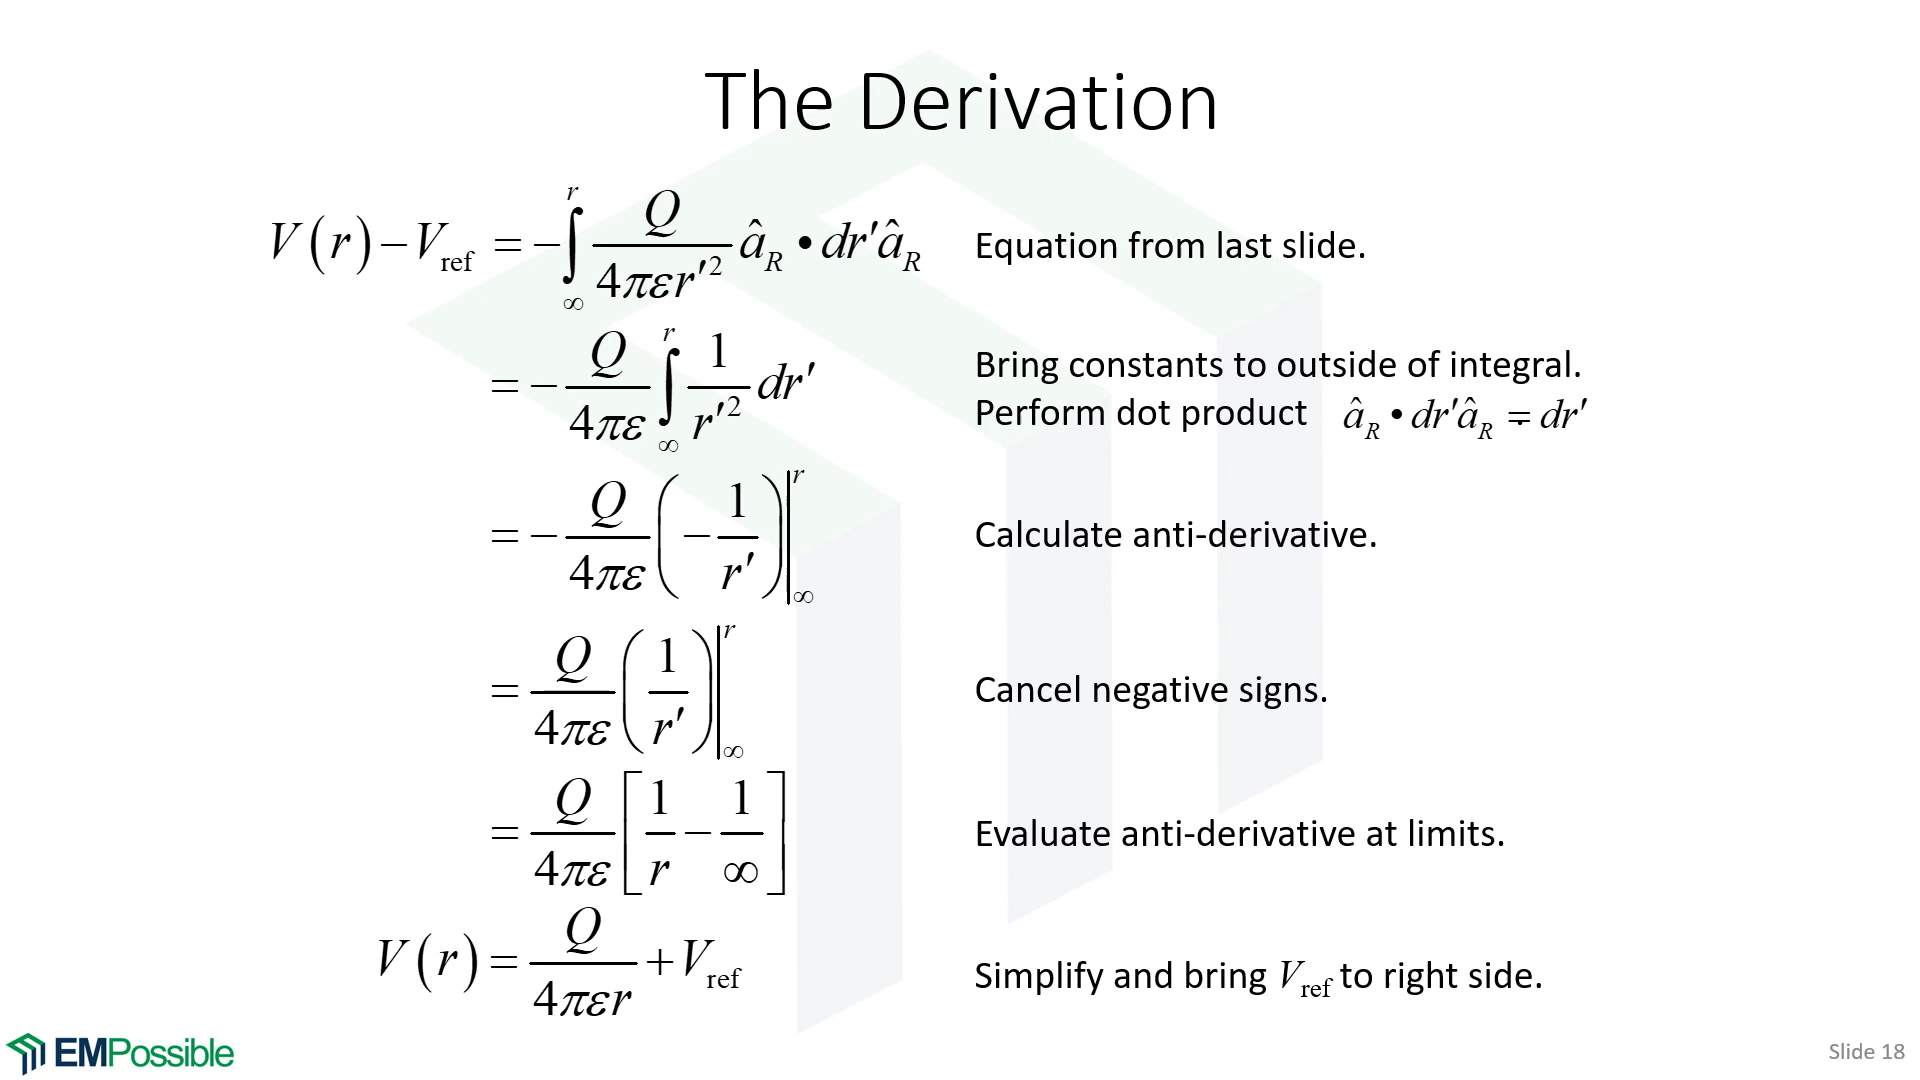 The Derivation
V(r) − V_ref = −∫_∞^r Q/(4πεr′²) â_R • dr′â_R Equation from last slide.
= −Q/(4πε) ∫_∞^r 1/r′² dr′ Bring constants to outside of integral.
Perform dot product â_R • dr′â_R = dr′
= −Q/(4πε) (−1/r′)|_∞^r Calculate anti-derivative.
= Q/(4πε) (1/r′)|_∞^r Cancel negative signs.
= Q/(4πε) [1/r − 1/∞] Evaluate anti-derivative at limits.
V(r) = Q/(4πεr) + V_ref Simplify and bring V_ref to right side.
EMPossible
Slide 18